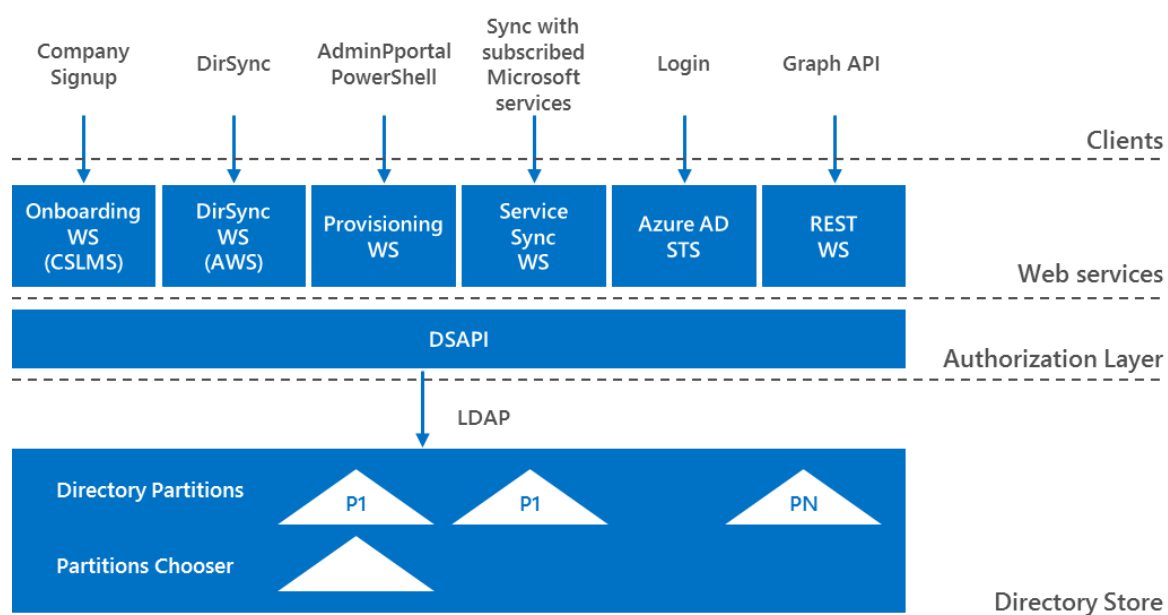 Company
Signup
DirSync
AdminPportal
PowerShell
Sync with
subscribed
Microsoft
services
Login
Graph API
Clients
Onboarding
WS
(CSLMS)
DirSync
WS
(AWS)
Provisioning
WS
Service
Sync
WS
Azure AD
STS
REST
WS
Web services
DSAPI
Authorization Layer
LDAP
Directory Partitions
P1
P1
PN
Partitions Chooser
Directory Store